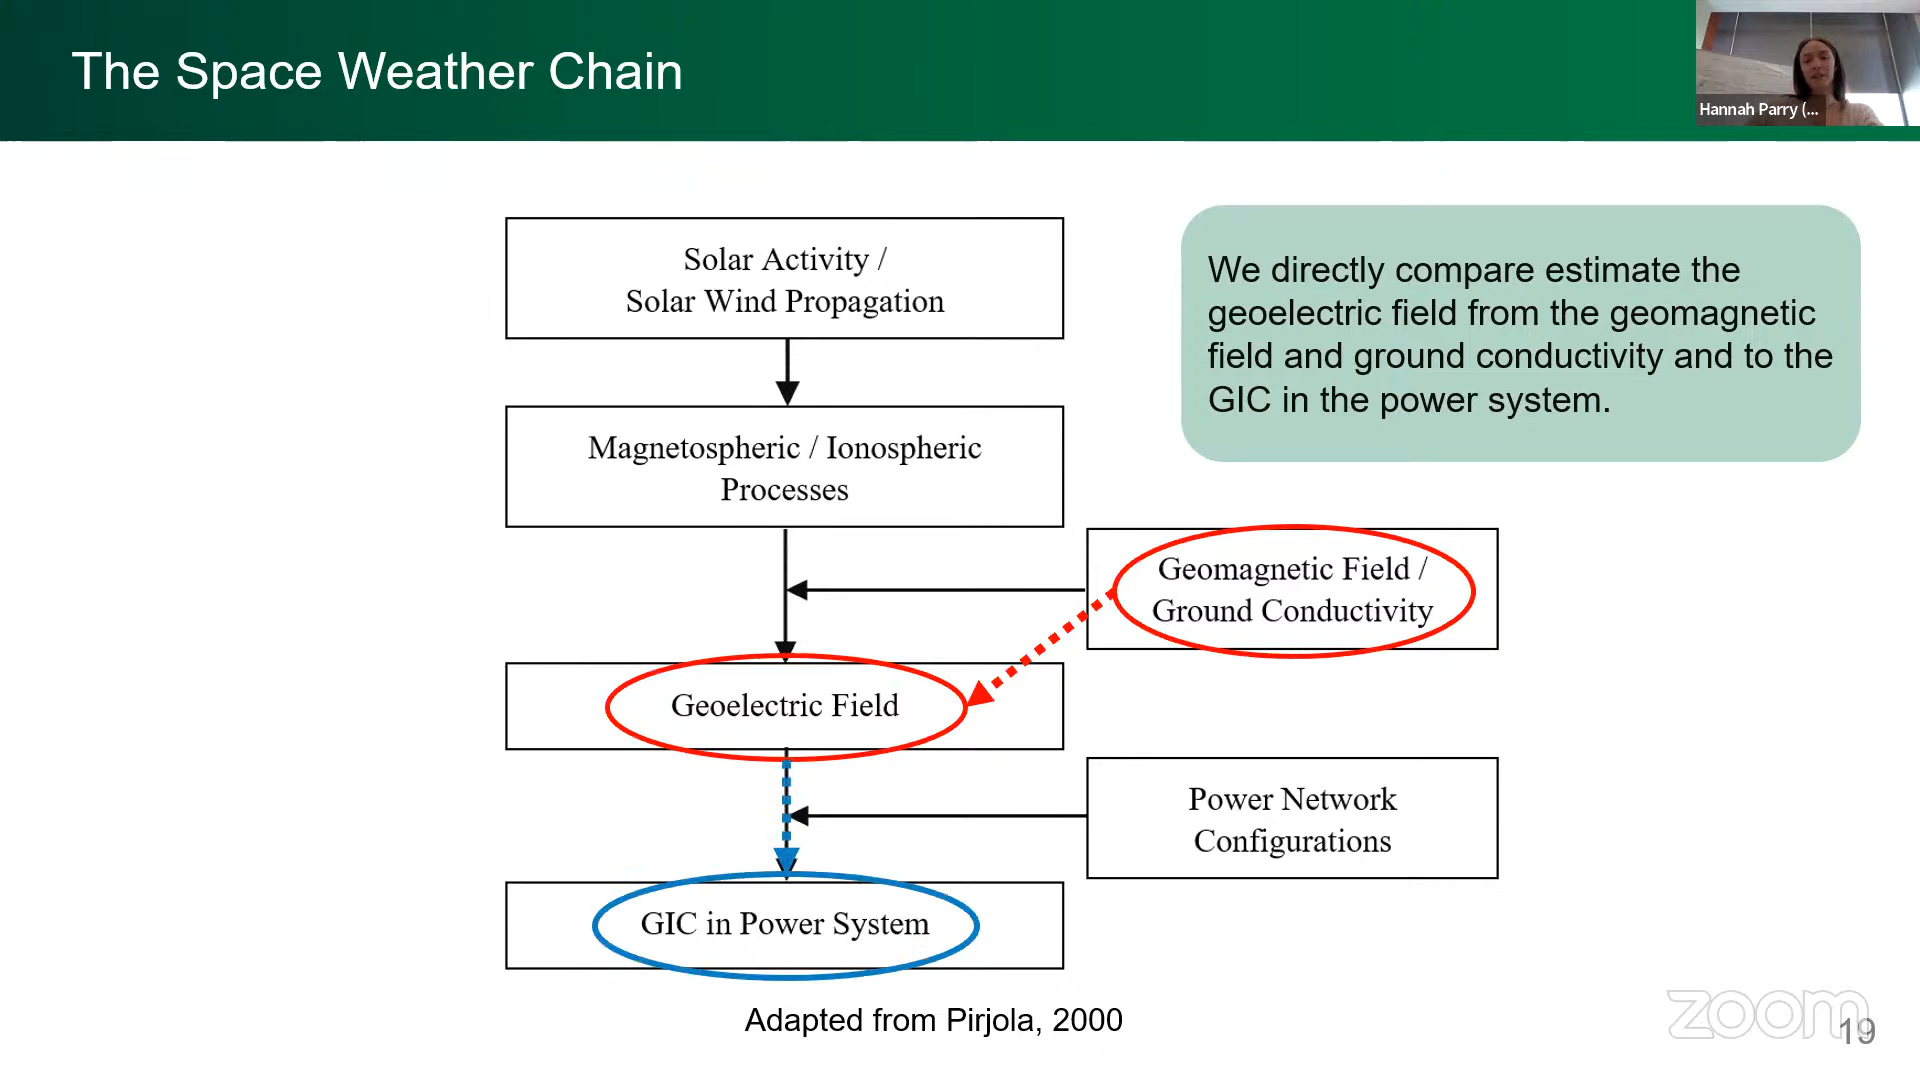 The Space Weather Chain
Hannah Parry (...
Solar Activity /
Solar Wind Propagation
We directly compare estimate the
geoelectric field from the geomagnetic
field and ground conductivity and to the
GIC in the power system.
Magnetospheric / Ionospheric
Processes
Geomagnetic Field /
Ground Conductivity
Geoelectric Field
Power Network
Configurations
GIC in Power System
Adapted from Pirjola, 2000
zoom
19